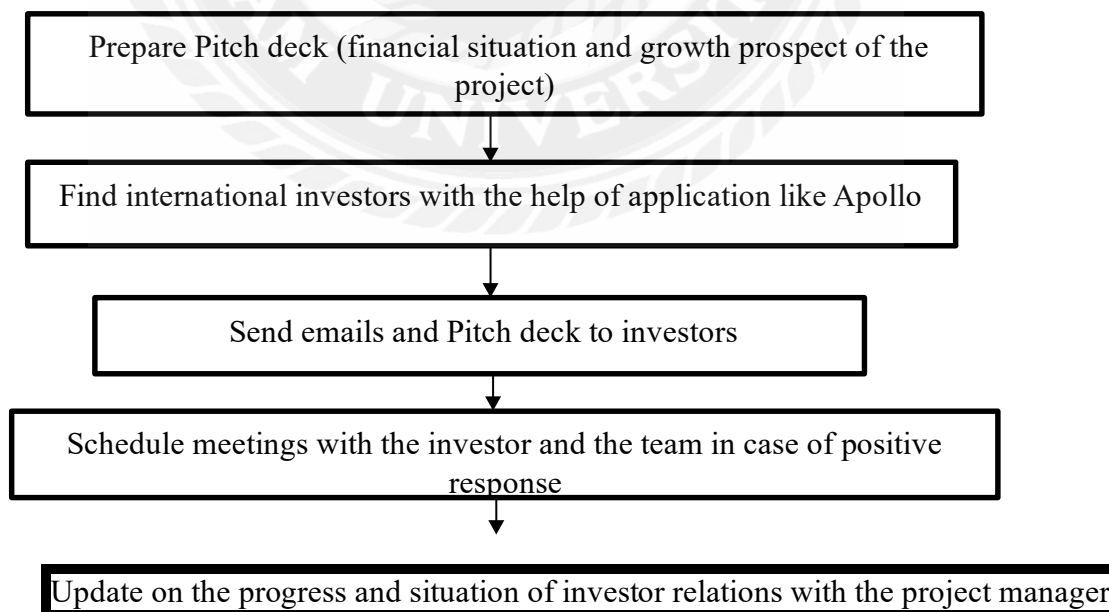 UNIVERSITY
Prepare Pitch deck (financial situation and growth prospect of the
project)
Find international investors with the help of application like Apollo
Send emails and Pitch deck to investors
Schedule meetings with the investor and the team in case of positive
response
Update on the progress and situation of investor relations with the project manager